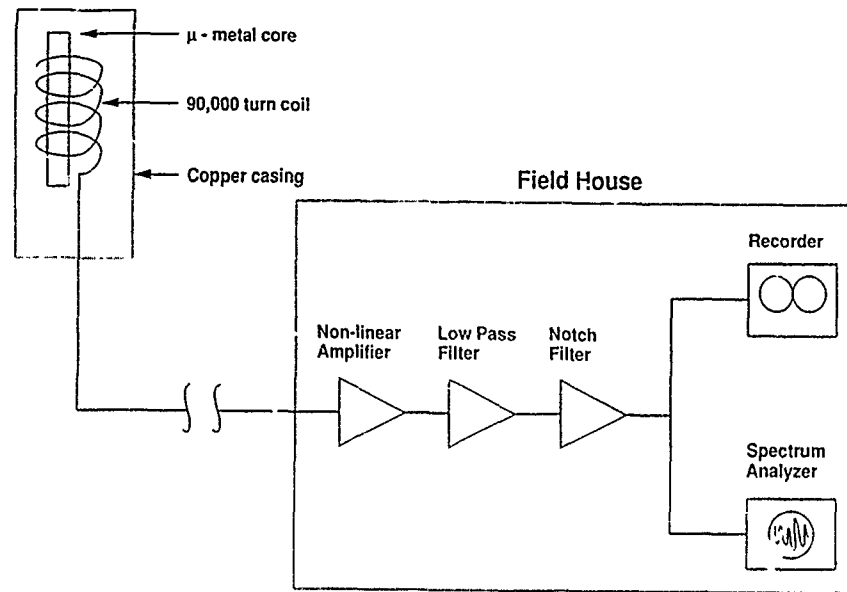 μ - metal core
90,000 turn coil
Copper casing
Field House
Recorder
Non-linear
Amplifier
Low Pass
Filter
Notch
Filter
Spectrum
Analyzer